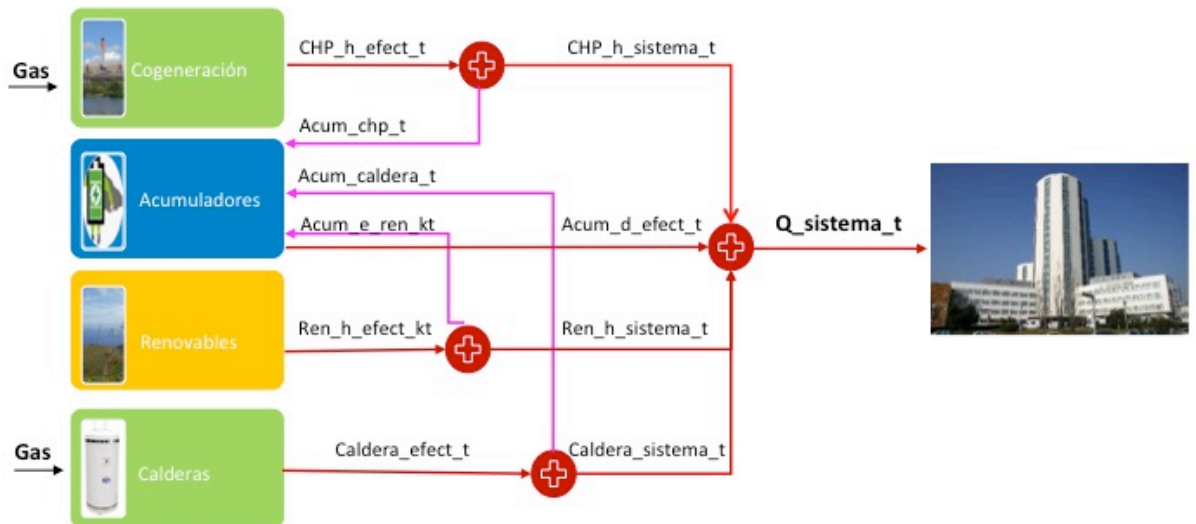 Gas
Cogeneración
CHP_h_efect_t
CHP_h_sistema_t
Acum_chp_t
Acumuladores
Acum_caldera_t
Acum_e_ren_kt
Acum_d_efect_t
Q_sistema_t
Renovables
Ren_h_efect_kt
Ren_h_sistema_t
Gas
Calderas
Caldera_efect_t
Caldera_sistema_t